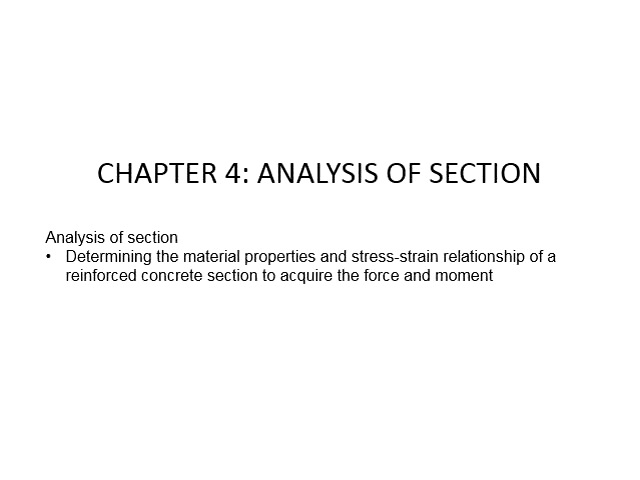 CHAPTER 4: ANALYSIS OF SECTION
Analysis of section
• Determining the material properties and stress-strain relationship of a
reinforced concrete section to acquire the force and moment